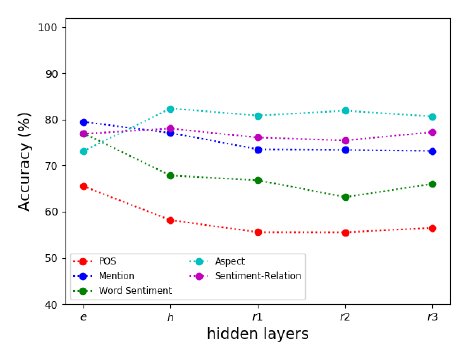 100
90
80
70
60
50
40
Accuracy (%)
POS
Mention
Word Sentiment
Aspect
Sentiment-Relation
e h r1 r2 r3
hidden layers